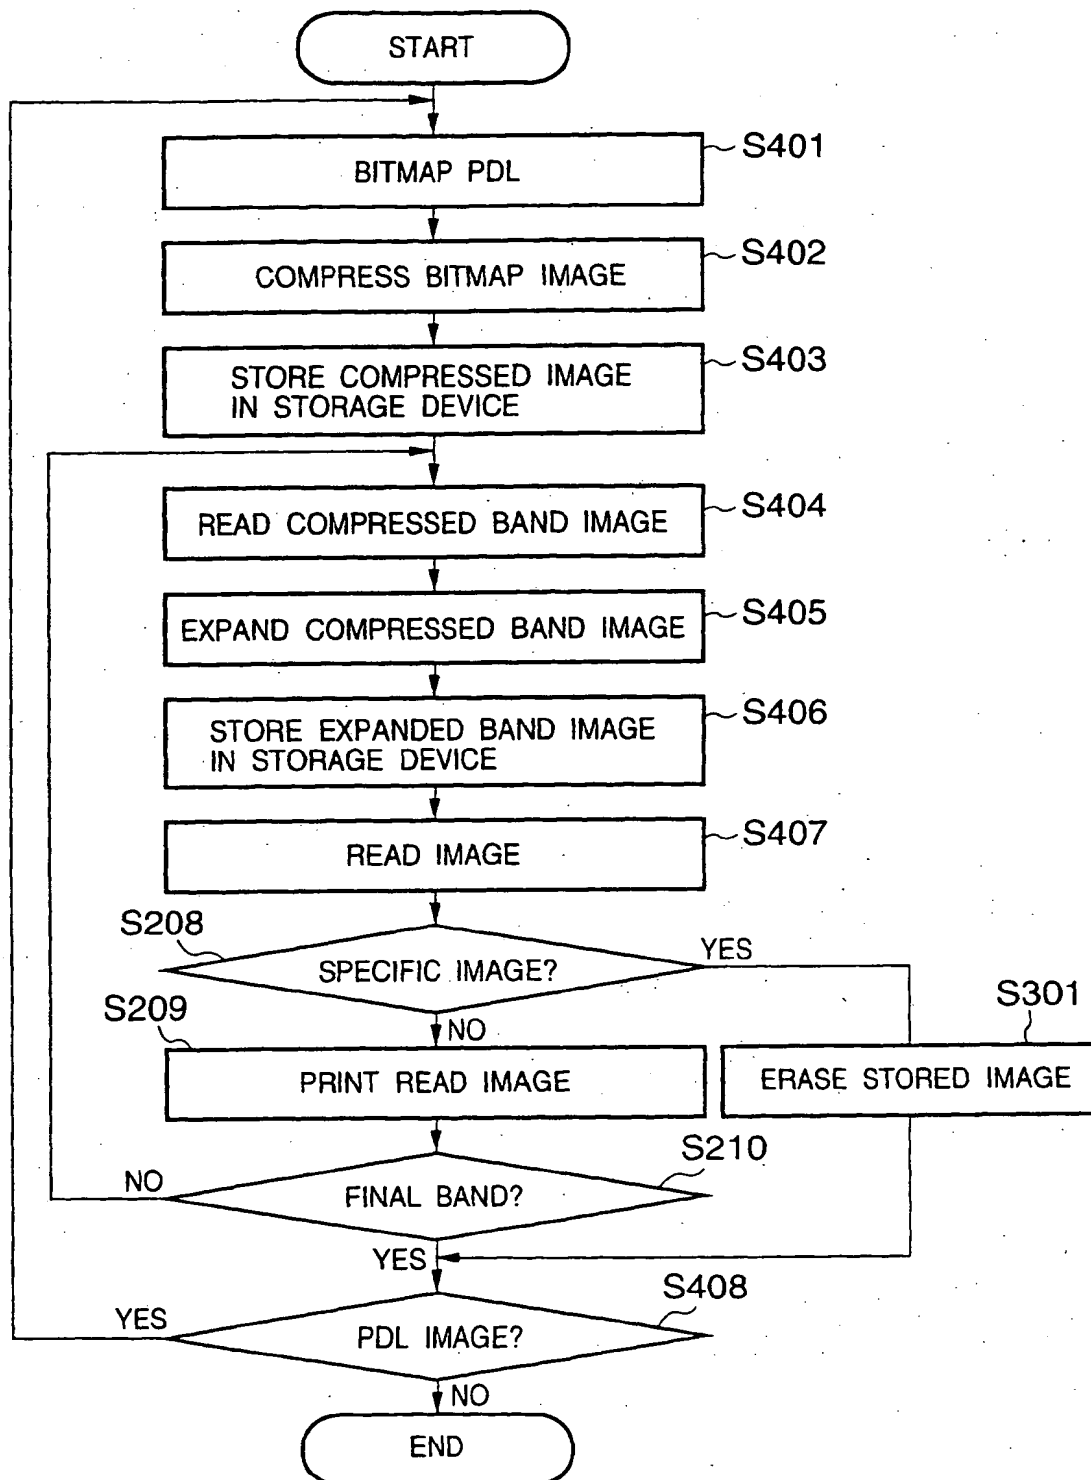 START
BITMAP PDL
S401
COMPRESS BITMAP IMAGE
S402
STORE COMPRESSED IMAGE
IN STORAGE DEVICE
S403
READ COMPRESSED BAND IMAGE
S404
EXPAND COMPRESSED BAND IMAGE
S405
STORE EXPANDED BAND IMAGE
IN STORAGE DEVICE
S406
READ IMAGE
S407
S208
SPECIFIC IMAGE?
YES
NO
S209
PRINT READ IMAGE
S301
ERASE STORED IMAGE
S210
FINAL BAND?
NO
YES
S408
PDL IMAGE?
YES
NO
END